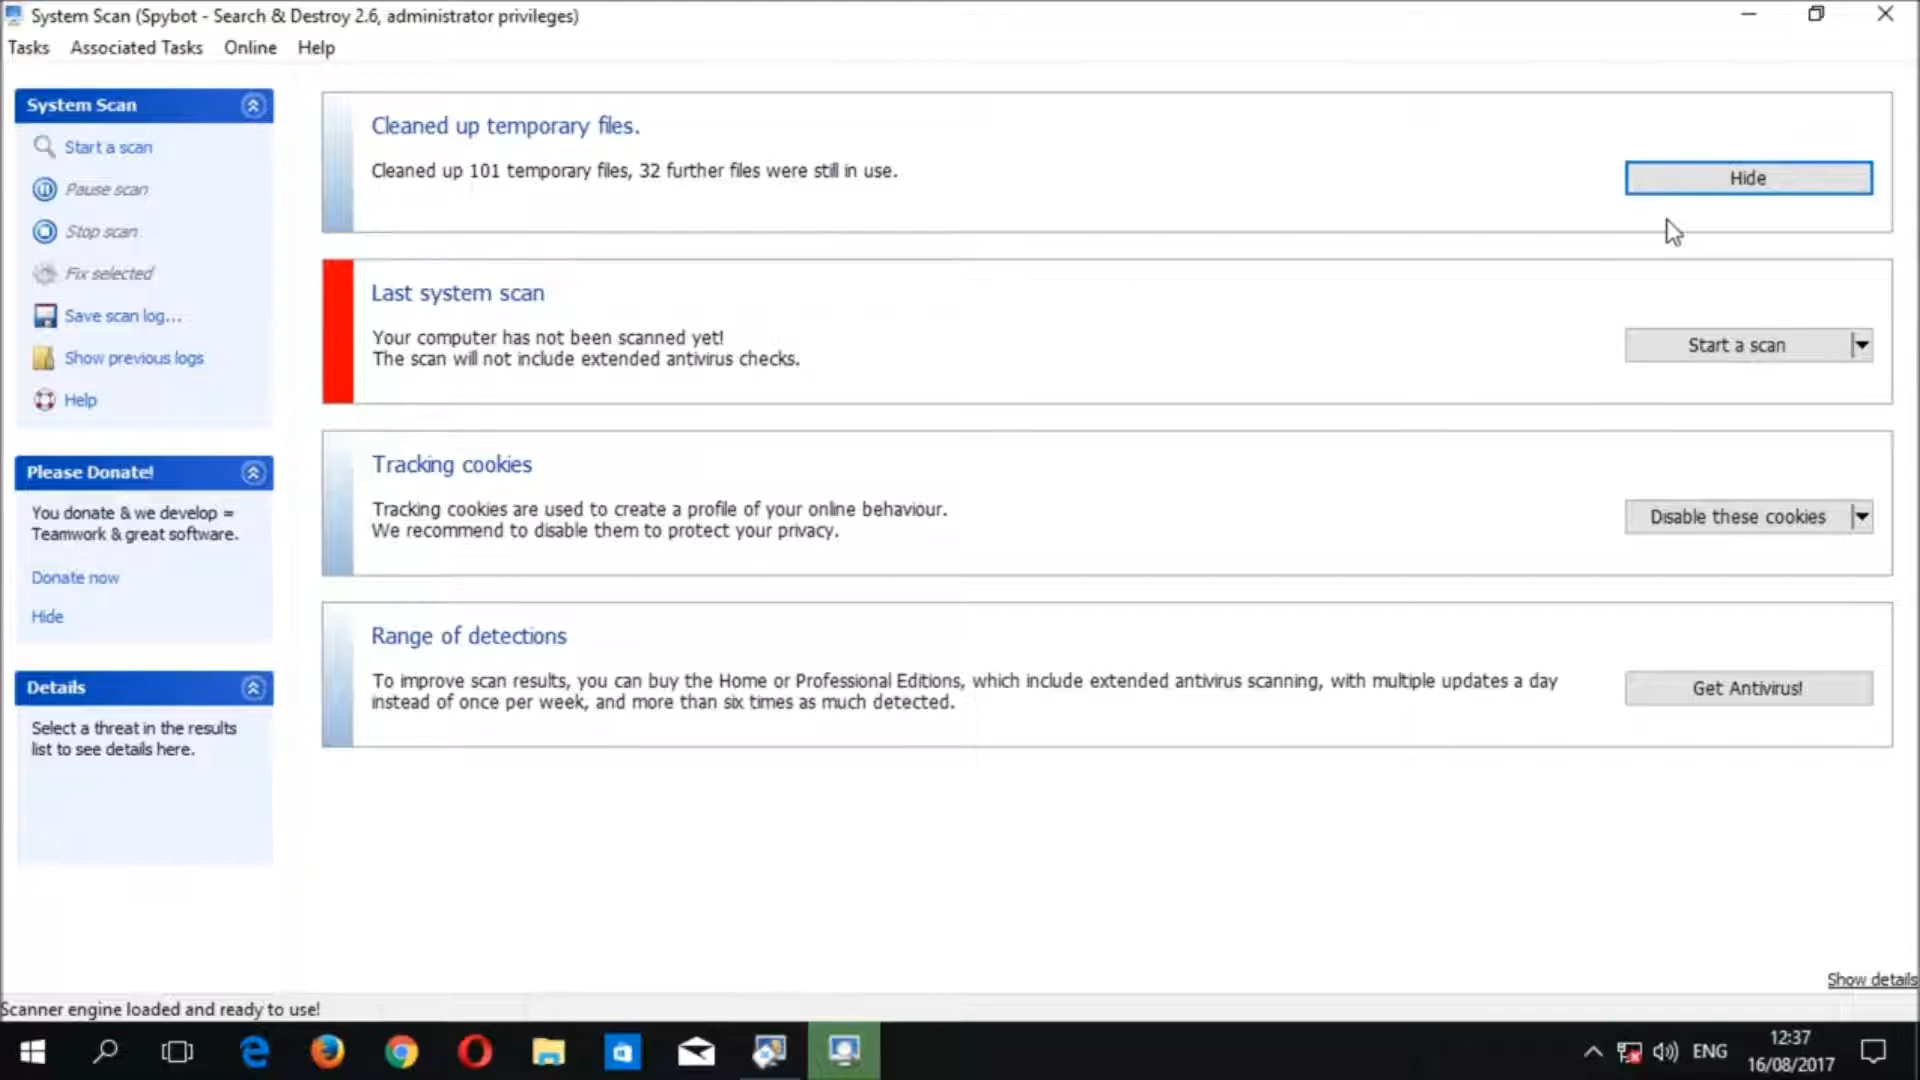 System Scan (Spybot - Search & Destroy 2.6, administrator privileges)
Tasks Associated Tasks Online Help
System Scan
Start a scan
Pause scan
Stop scan
Fix selected
Save scan log...
Show previous logs
Help
Please Donate!
You donate & we develop =
Teamwork & great software.
Donate now
Hide
Details
Select a threat in the results
list to see details here.
Cleaned up temporary files.
Cleaned up 101 temporary files, 32 further files were still in use.
Hide
Last system scan
Your computer has not been scanned yet!
The scan will not include extended antivirus checks.
Start a scan
Tracking cookies
Tracking cookies are used to create a profile of your online behaviour.
We recommend to disable them to protect your privacy.
Disable these cookies
Range of detections
To improve scan results, you can buy the Home or Professional Editions, which include extended antivirus scanning, with multiple updates a day
instead of once per week, and more than six times as much detected.
Get Antivirus!
Show details
Scanner engine loaded and ready to use!
ENG
12:37
16/08/2017